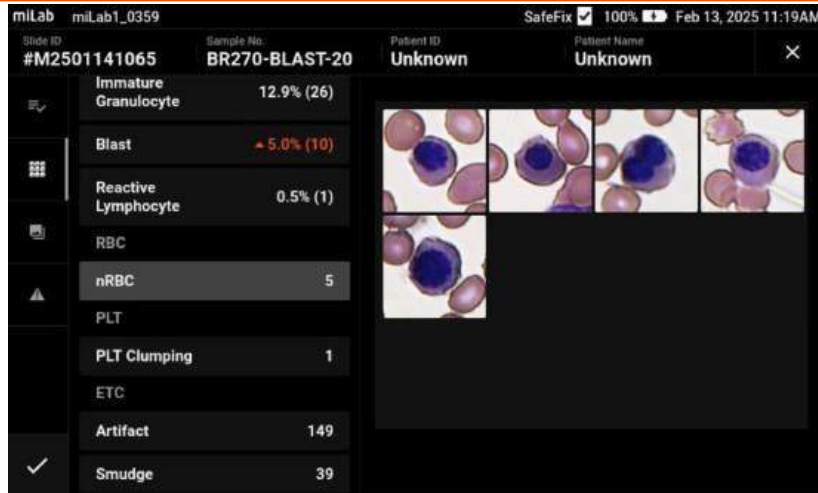 miLab miLab1_0359 SafeFix 100% Feb 13, 2025 11:19AM
Slide ID Sample No. Patient ID Patient Name
#M2501141065 BR270-BLAST-20 Unknown Unknown
Immature
Granulocyte 12.9% (26)
Blast 5.0% (10)
Reactive
Lymphocyte 0.5% (1)
RBC
nRBC 5
PLT
PLT Clumping 1
ETC
Artifact 149
Smudge 39